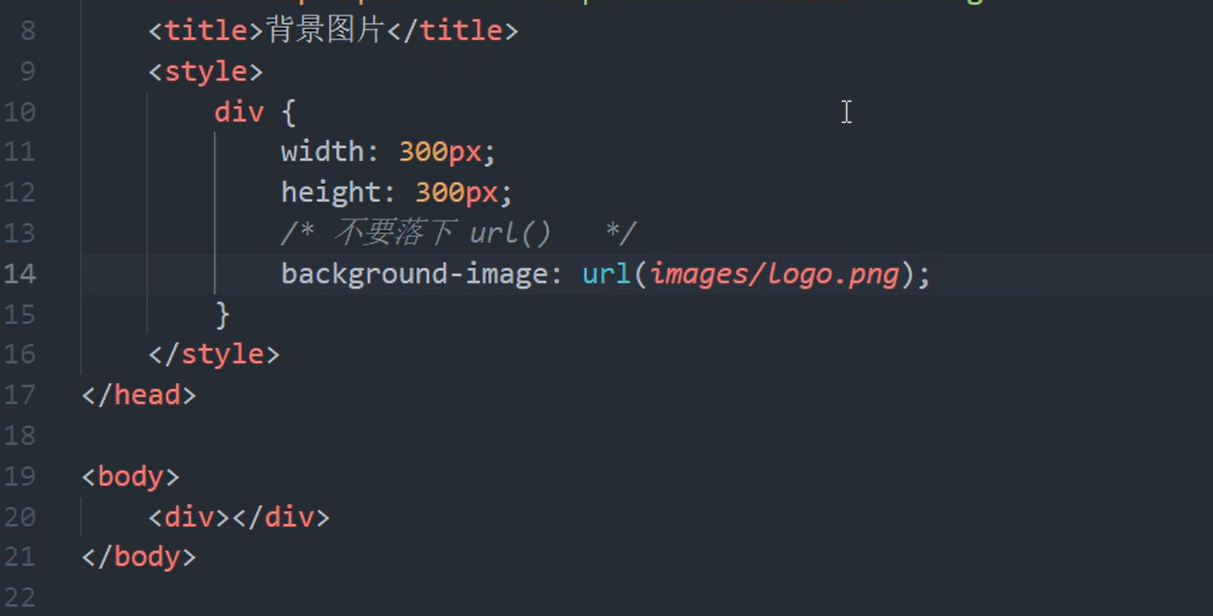 8 <title>背景图片</title>
9 <style>
10 div {
11 width: 300px;
12 height: 300px;
13 /* 不要落下 url() */
14 background-image: url(images/logo.png);
15 }
16 </style>
17 </head>
18
19 <body>
20 <div></div>
21 </body>
22